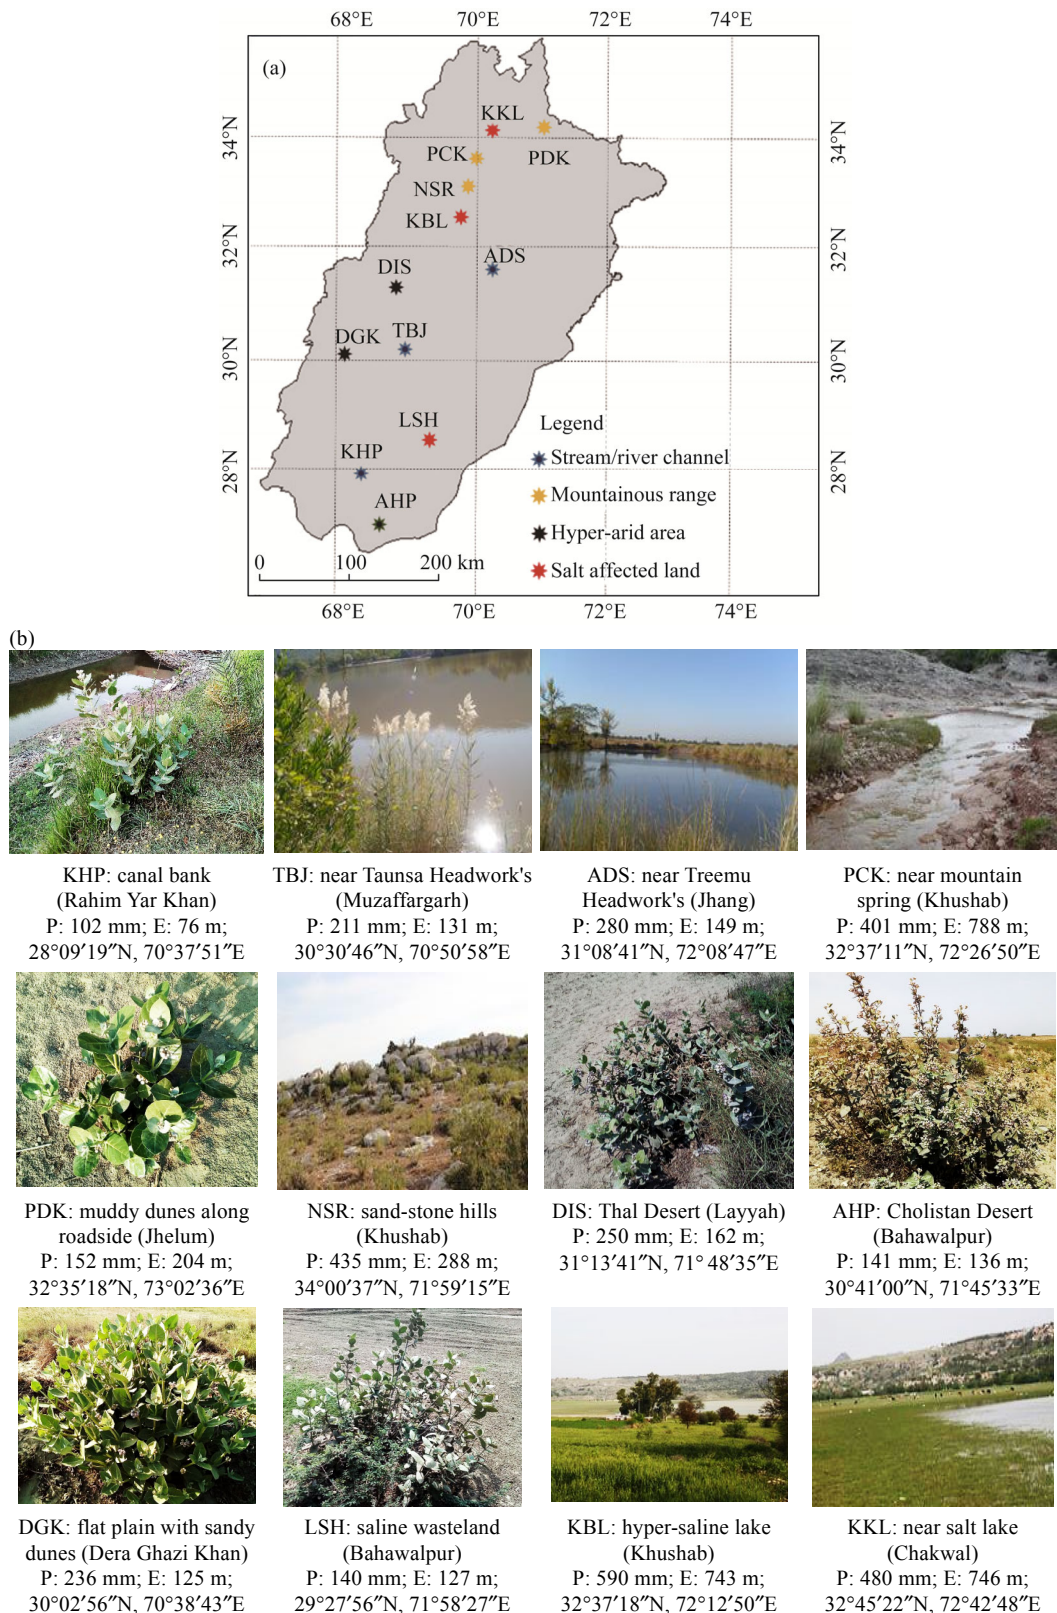 68°E 70°E 72°E 74°E
(a)
34°N 34°N
KKL
PCK PDK
NSR
KBL
32°N 32°N
ADS
DIS
DGK TBJ
30°N 30°N
LSH
Legend
KHP
Stream/river channel
28°N 28°N
AHP
Mountainous range
Hyper-arid area
0 100 200 km
Salt affected land
68°E 70°E 72°E 74°E
(b)
KHP: canal bank
(Rahim Yar Khan)
P: 102 mm; E: 76 m;
28°09′19″N, 70°37′51″E
TBJ: near Taunsa Headwork's
(Muzaffargarh)
P: 211 mm; E: 131 m;
30°30′46″N, 70°50′58″E
ADS: near Treemu
Headwork's (Jhang)
P: 280 mm; E: 149 m;
31°08′41″N, 72°08′47″E
PCK: near mountain
spring (Khushab)
P: 401 mm; E: 788 m;
32°37′11″N, 72°26′50″E
PDK: muddy dunes along
roadside (Jhelum)
P: 152 mm; E: 204 m;
32°35′18″N, 73°02′36″E
NSR: sand-stone hills
(Khushab)
P: 435 mm; E: 288 m;
34°00′37″N, 71°59′15″E
DIS: Thal Desert (Layyah)
P: 250 mm; E: 162 m;
31°13′41″N, 71° 48′35″E
AHP: Cholistan Desert
(Bahawalpur)
P: 141 mm; E: 136 m;
30°41′00″N, 71°45′33″E
DGK: flat plain with sandy
dunes (Dera Ghazi Khan)
P: 236 mm; E: 125 m;
30°02′56″N, 70°38′43″E
LSH: saline wasteland
(Bahawalpur)
P: 140 mm; E: 127 m;
29°27′56″N, 71°58′27″E
KBL: hyper-saline lake
(Khushab)
P: 590 mm; E: 743 m;
32°37′18″N, 72°12′50″E
KKL: near salt lake
(Chakwal)
P: 480 mm; E: 746 m;
32°45′22″N, 72°42′48″E